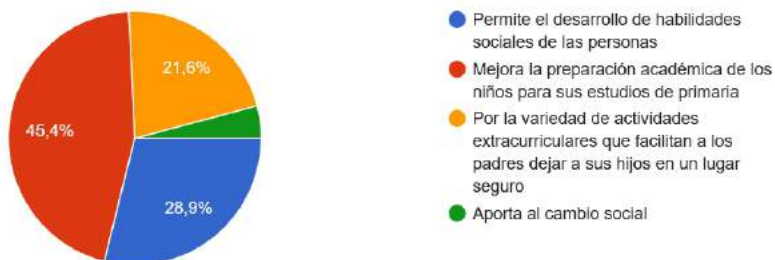 21,6%
45,4%
28,9%
Permite el desarrollo de habilidades
sociales de las personas
Mejora la preparación académica de los
niños para sus estudios de primaria
Por la variedad de actividades
extracurriculares que facilitan a los
padres dejar a sus hijos en un lugar
seguro
Aporta al cambio social